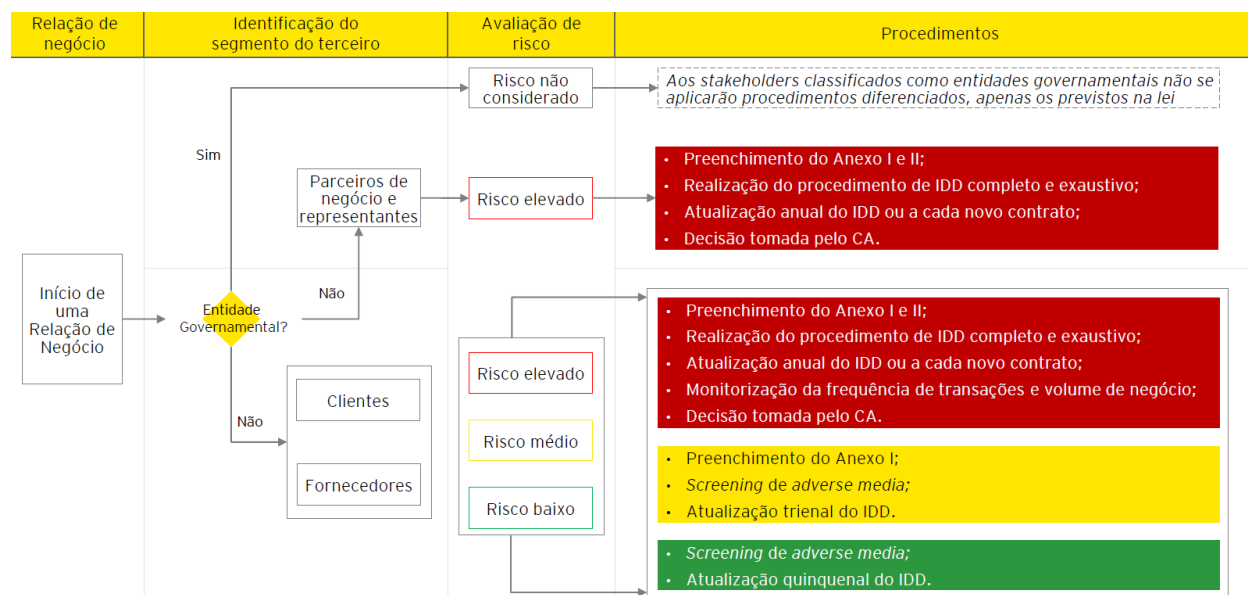 Relação de
negócio
Identificação do
segmento do terceiro
Avaliação de
risco
Procedimentos
Risco não
considerado
Aos stakeholders classificados como entidades governamentais não se
aplicarão procedimentos diferenciados, apenas os previstos na lei
Sim
Parceiros de
negócio e
representantes
Risco elevado
• Preenchimento do Anexo I e II;
• Realização do procedimento de IDD completo e exaustivo;
• Atualização anual do IDD ou a cada novo contrato;
• Decisão tomada pelo CA.
Início de
uma
Relação de
Negócio
Entidade
Governamental?
Não
Não
Clientes
Fornecedores
Risco elevado
Risco médio
Risco baixo
• Preenchimento do Anexo I e II;
• Realização do procedimento de IDD completo e exaustivo;
• Atualização anual do IDD ou a cada novo contrato;
• Monitorização da frequência de transações e volume de negócio;
• Decisão tomada pelo CA.
• Preenchimento do Anexo I;
• Screening de adverse media;
• Atualização trienal do IDD.
• Screening de adverse media;
• Atualização quinquenal do IDD.